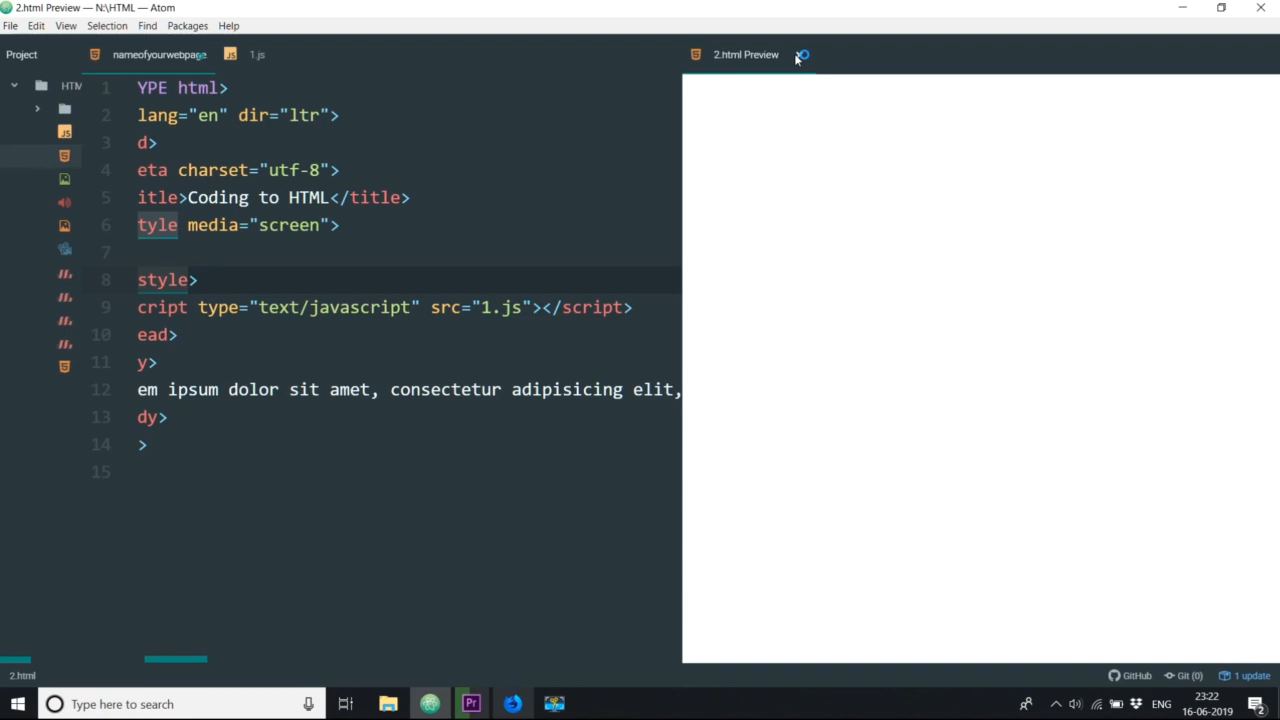 2.html Preview — N:\HTML — Atom
File Edit View Selection Find Packages Help
Project nameofyourwebpage 1.js 2.html Preview
HTM
1 YPE html>
2 lang="en" dir="ltr">
3 d>
4 eta charset="utf-8">
5 itle>Coding to HTML</title>
6 tyle media="screen">
7
8 style>
9 cript type="text/javascript" src="1.js"></script>
10 ead>
11 y>
12 em ipsum dolor sit amet, consectetur adipisicing elit,
13 dy>
14 >
15
2.html GitHub Git (0) 1 update
Type here to search Pr ENG 23:22
16-06-2019 2